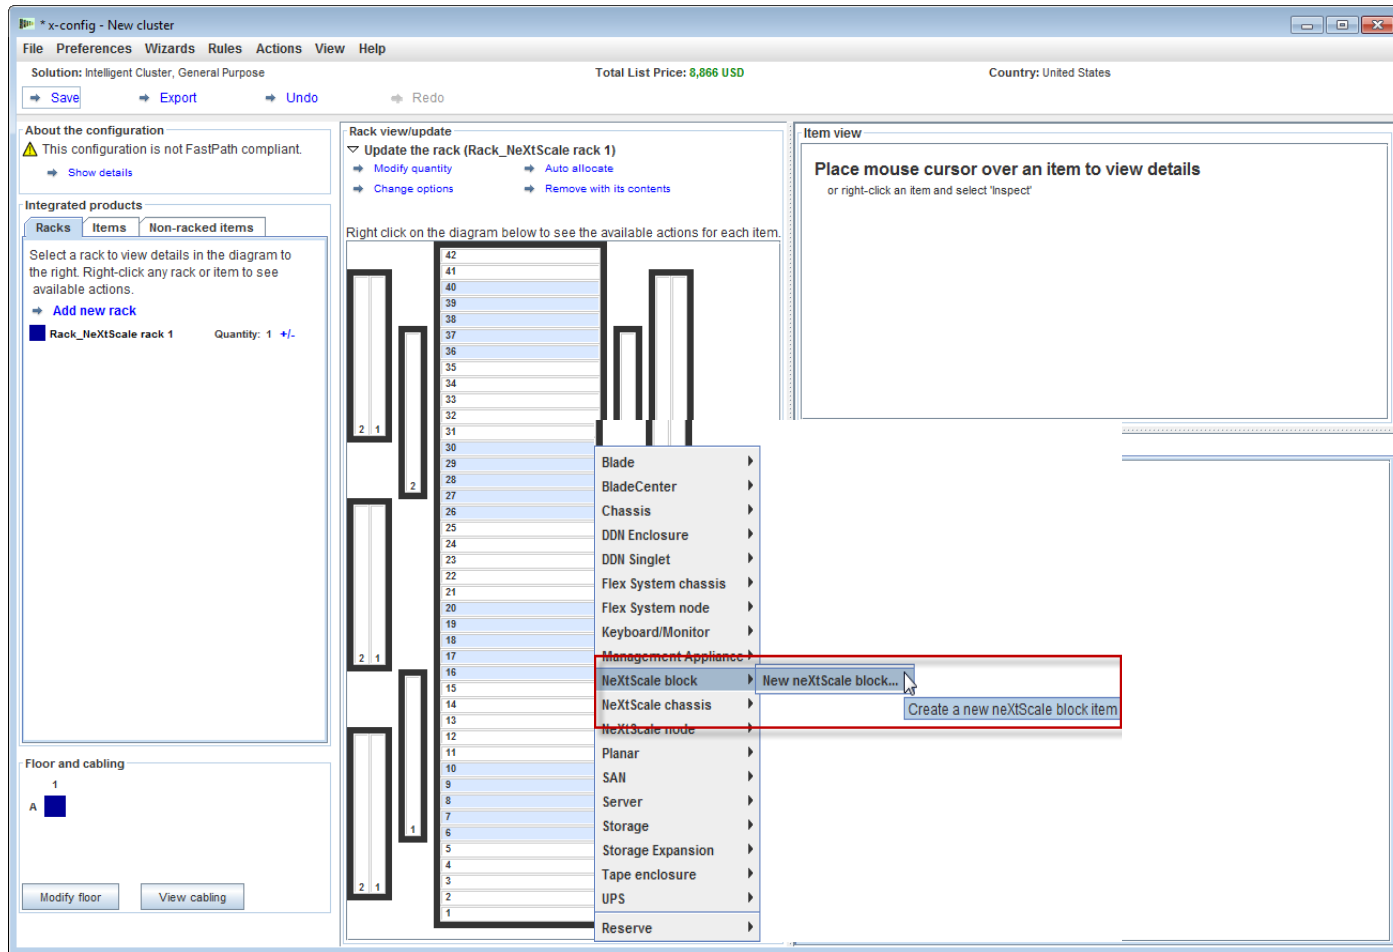 * x-config - New cluster
File Preferences Wizards Rules Actions View Help
Solution: Intelligent Cluster, General Purpose Total List Price: 8,866 USD Country: United States
Save Export Undo Redo
About the configuration
This configuration is not FastPath compliant.
Show details
Integrated products
Racks Items Non-racked items
Select a rack to view details in the diagram to
the right. Right-click any rack or item to see
available actions.
Add new rack
Rack_NeXtScale rack 1 Quantity: 1 +/-
Floor and cabling
1
A
Modify floor View cabling
Rack view/update
Update the rack (Rack_NeXtScale rack 1)
Modify quantity Auto allocate
Change options Remove with its contents
Right click on the diagram below to see the available actions for each item.
42
41
40
39
38
37
36
35
34
33
32
2 1 31
30
29
28
2 27
26
25
24
23
22
21
20
19
18
2 1 17
16
15
14
13
12
11
10
9
8
7
1 6
5
4
3
2 1 2
1
Blade
BladeCenter
Chassis
DDN Enclosure
DDN Singlet
Flex System chassis
Flex System node
Keyboard/Monitor
Management Appliance
NeXtScale block New neXtScale block...
NeXtScale chassis Create a new neXtScale block item
NeXtScale node
Planar
SAN
Server
Storage
Storage Expansion
Tape enclosure
UPS
Reserve
Item view
Place mouse cursor over an item to view details
or right-click an item and select 'Inspect'